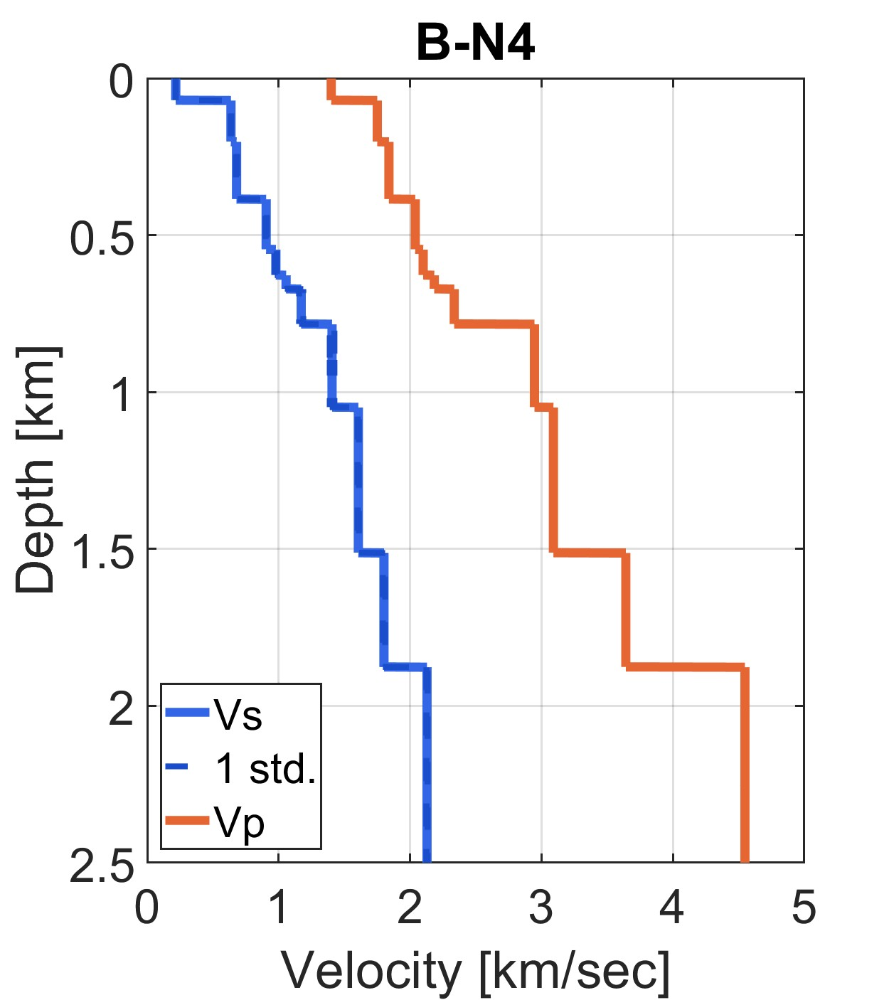 B-N4
0
0.5
1
1.5
2
2.5
Depth [km]
Vs
1 std.
Vp
0 1 2 3 4 5
Velocity [km/sec]